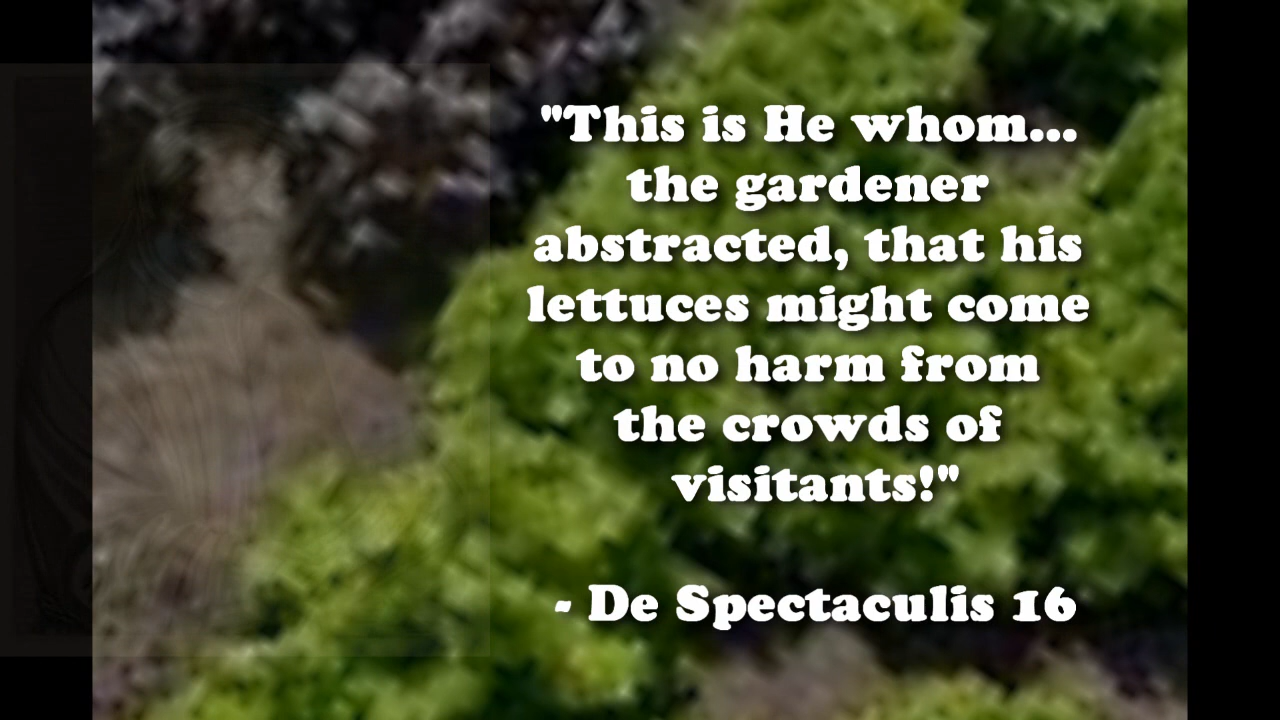 "This is He whom...
the gardener
abstracted, that his
lettuces might come
to no harm from
the crowds of
visitants!"
- De Spectaculis 16